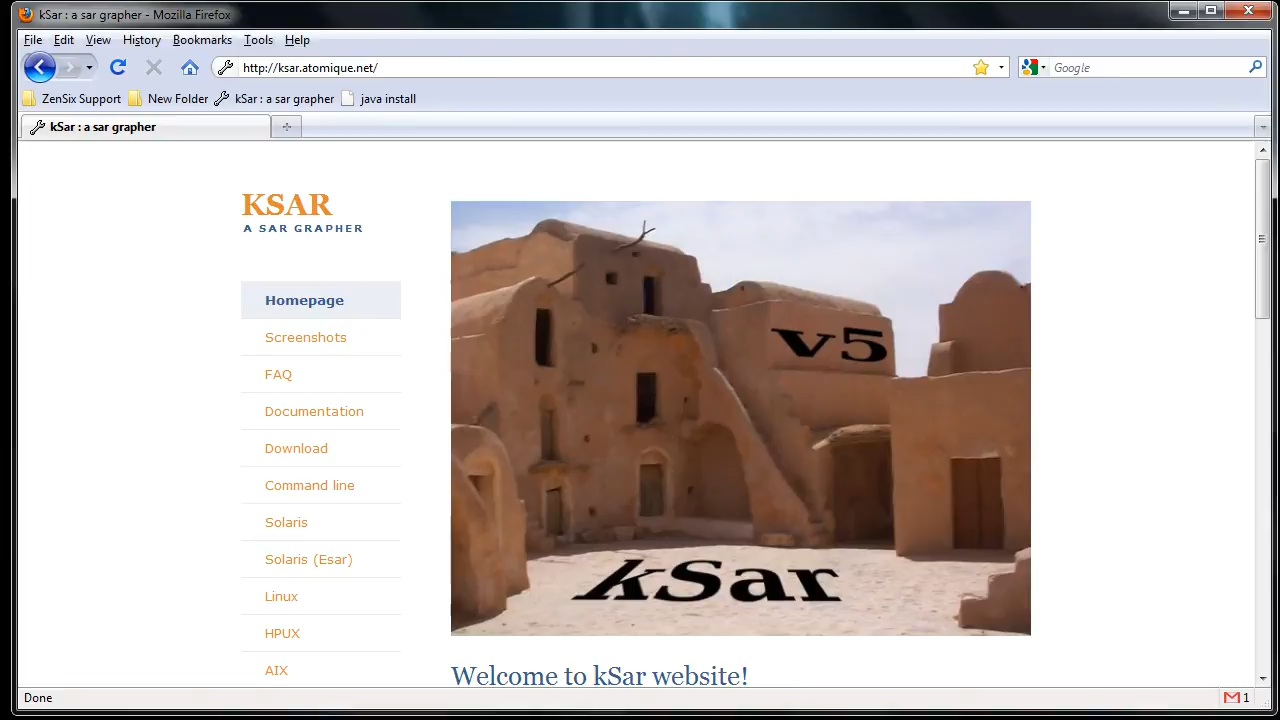 kSar : a sar grapher - Mozilla Firefox
File Edit View History Bookmarks Tools Help
http://ksar.atomique.net/
Google
ZenSix Support New Folder kSar : a sar grapher java install
kSar : a sar grapher
KSAR
A SAR GRAPHER
Homepage
Screenshots
FAQ
Documentation
Download
Command line
Solaris
Solaris (Esar)
Linux
HPUX
AIX
v5
kSar
Welcome to kSar website!
Done
1